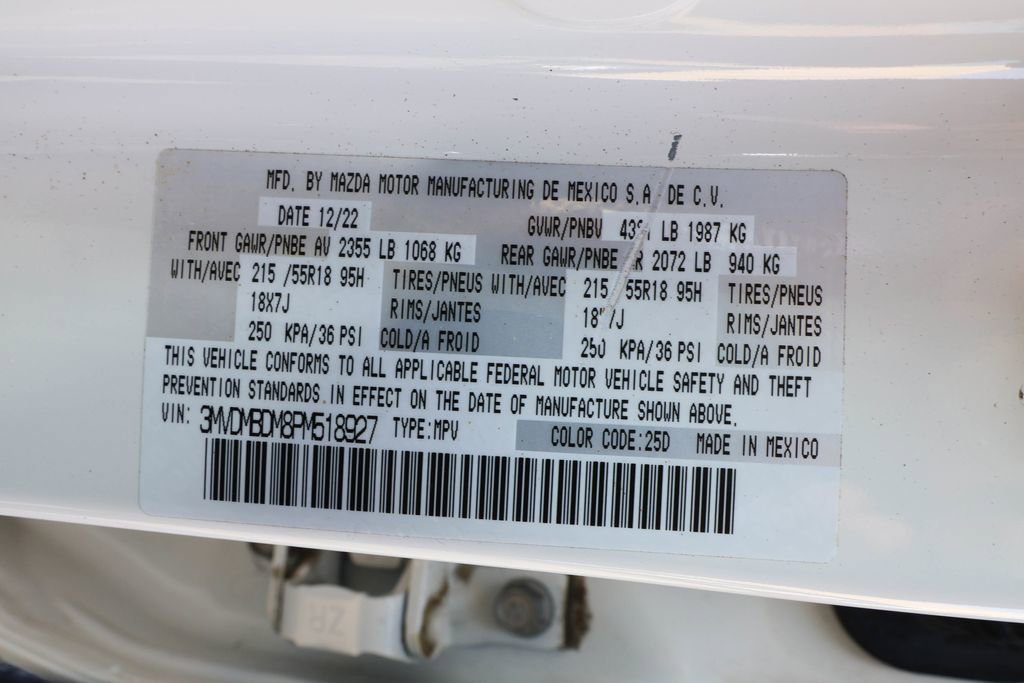 MFD. BY MAZDA MOTOR MANUFACTURING DE MEXICO S.A. DE C.V.
DATE 12/22 GVWR/PNBV LB 1987 KG
FRONT GAWR/PNBE AV 2355 LB 1068 KG REAR GAWR/PNBE 2072 LB 940 KG
WITH/AVEC 215 /55R18 95H TIRES/PNEUS WITH/AVEC 215 55R18 95H TIRES/PNEUS
18X7J RIMS/JANTES RIMS/JANTES
250 KPA/36 PSI COLD/A FROID 250 KPA/36 PSI COLD/A FROID
THIS VEHICLE CONFORMS TO ALL APPLICABLE FEDERAL MOTOR VEHICLE SAFETY AND THEFT
PREVENTION STANDARDS IN EFFECT ON THE DATE OF MANUFACTURE SHOWN ABOVE.
VIN: 3MVDMBDM8PM518927 TYPE:MPV COLOR CODE:25D MADE IN MEXICO
ZR